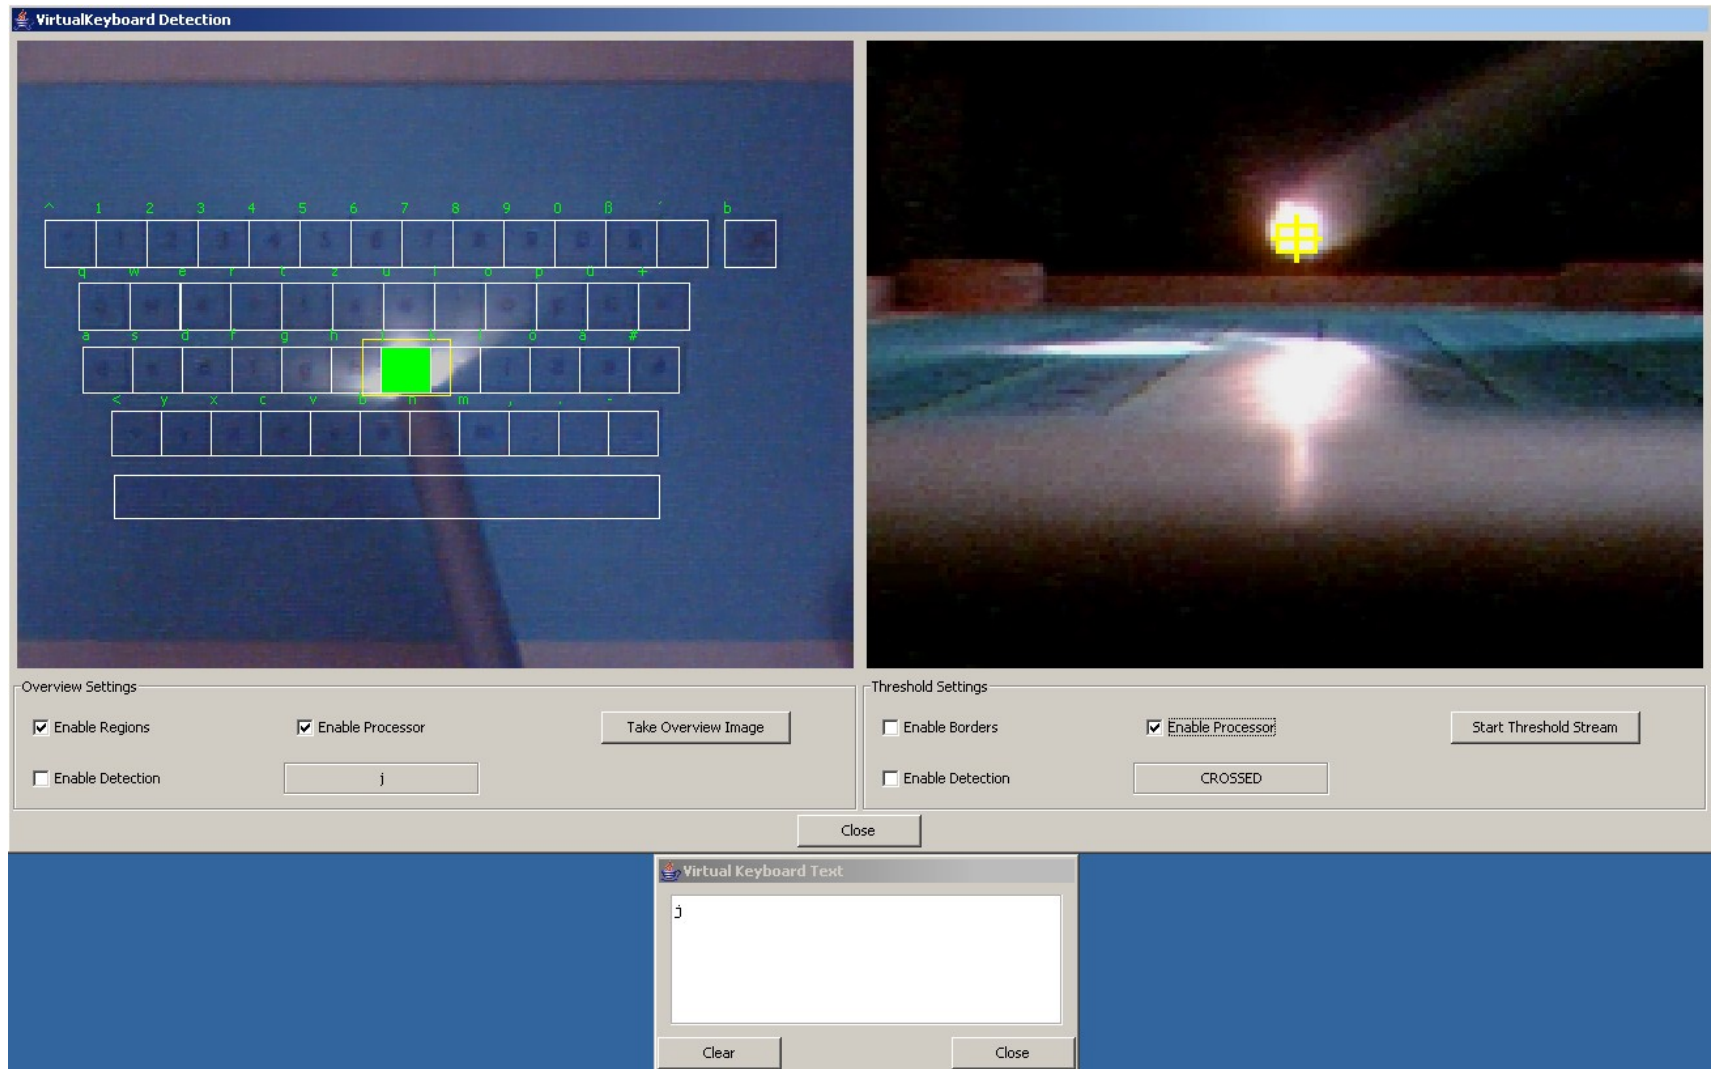 VirtualKeyboard Detection
^ 1 2 3 4 5 6 7 8 9 0 ß ´ b
q w e r t z u i o p ü +
a s d f g h j k l ö ä #
< y x c v b n m , . -
Overview Settings
Enable Regions
Enable Processor
Take Overview Image
Enable Detection
j
Threshold Settings
Enable Borders
Enable Processor
Start Threshold Stream
Enable Detection
CROSSED
Close
Virtual Keyboard Text
j
Clear
Close